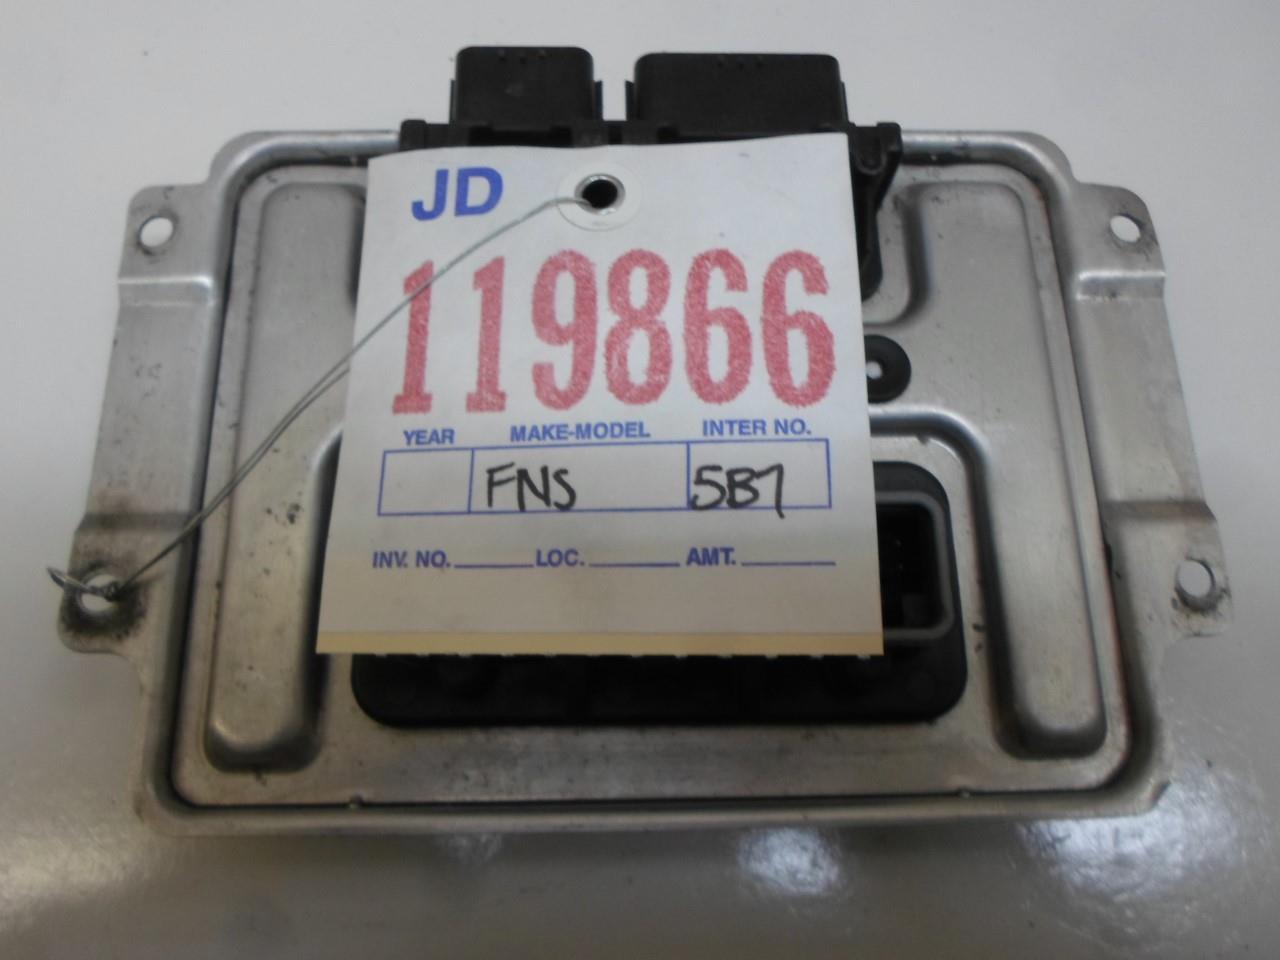 JD
119866
YEAR MAKE-MODEL INTER NO.
FNS 5B7
INV. NO. LOC. AMT.